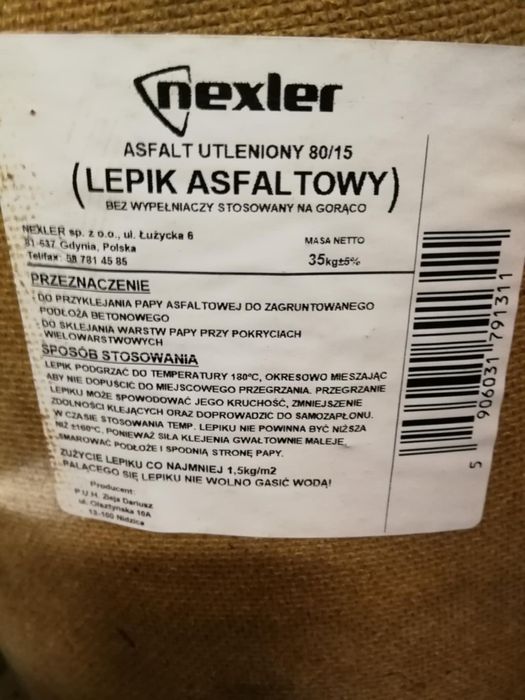 nexler
ASFALT UTLENIONY 80/15
(LEPIK ASFALTOWY)
BEZ WYPEŁNIACZY STOSOWANY NA GORĄCO
NEXLER sp. z o.o., ul. Łużycka 6
81-537 Gdynia, Polska
Tel/fax: 58 781 45 85
MASA NETTO
35kg±5%
PRZEZNACZENIE
DO PRZYKLEJANIA PAPY ASFALTOWEJ DO ZAGRUNTOWANEGO
PODŁOŻA BETONOWEGO
DO SKLEJANIA WARSTW PAPY PRZY POKRYCIACH
WIELOWARSTWOWYCH
SPOSÓB STOSOWANIA
LEPIK PODGRZAĆ DO TEMPERATURY 180°C, OKRESOWO MIESZAJĄC
ABY NIE DOPUŚCIĆ DO MIEJSCOWEGO PRZEGRZANIA. PRZEGRZANIE
LEPIKU MOŻE SPOWODOWAĆ JEGO KRUCHOŚĆ, ZMNIEJSZENIE
ZDOLNOŚCI KLEJĄCYCH ORAZ DOPROWADZIĆ DO SAMOZAPŁONU.
W CZASIE STOSOWANIA TEMP. LEPIKU NIE POWINNA BYĆ NIŻSZA
NIŻ ±160°C, PONIEWAŻ SIŁA KLEJENIA GWAŁTOWNIE MALEJE.
SMAROWAĆ PODŁOŻE I SPODNIĄ STRONĘ PAPY.
ZUŻYCIE LEPIKU CO NAJMNIEJ 1,5kg/m2
PALĄCEGO SIĘ LEPIKU NIE WOLNO GASIĆ WODĄ!
Producent:
P.U.H. Zieja Dariusz
ul. Olsztyńska 10A
13-100 Nidzica
5 906031 791311